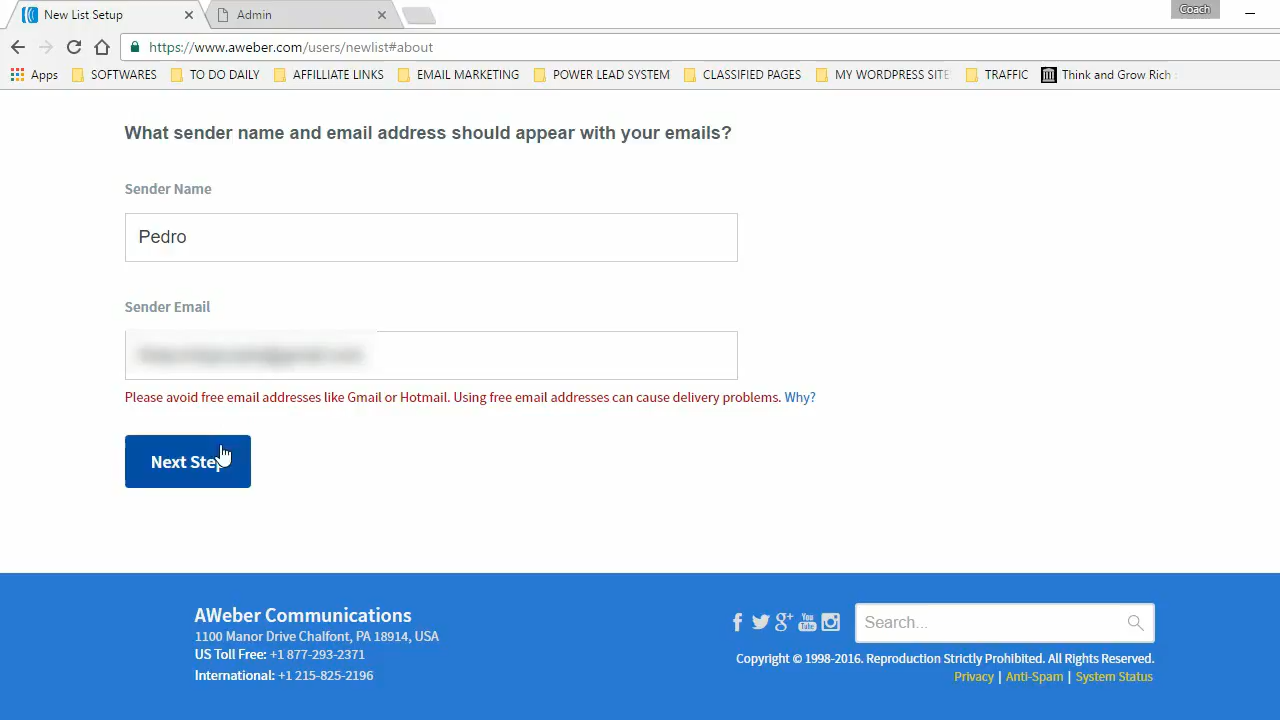 New List Setup
Admin
Coach
https://www.aweber.com/users/newlist#about
Apps SOFTWARES TO DO DAILY AFFILLIATE LINKS EMAIL MARKETING POWER LEAD SYSTEM CLASSIFIED PAGES MY WORDPRESS SITE TRAFFIC Think and Grow Rich
What sender name and email address should appear with your emails?
Sender Name
Pedro
Sender Email
Please avoid free email addresses like Gmail or Hotmail. Using free email addresses can cause delivery problems. Why?
Next Step
AWeber Communications
1100 Manor Drive Chalfont, PA 18914, USA
US Toll Free: +1 877-293-2371
International: +1 215-825-2196
Search...
Copyright © 1998-2016. Reproduction Strictly Prohibited. All Rights Reserved.
Privacy | Anti-Spam | System Status